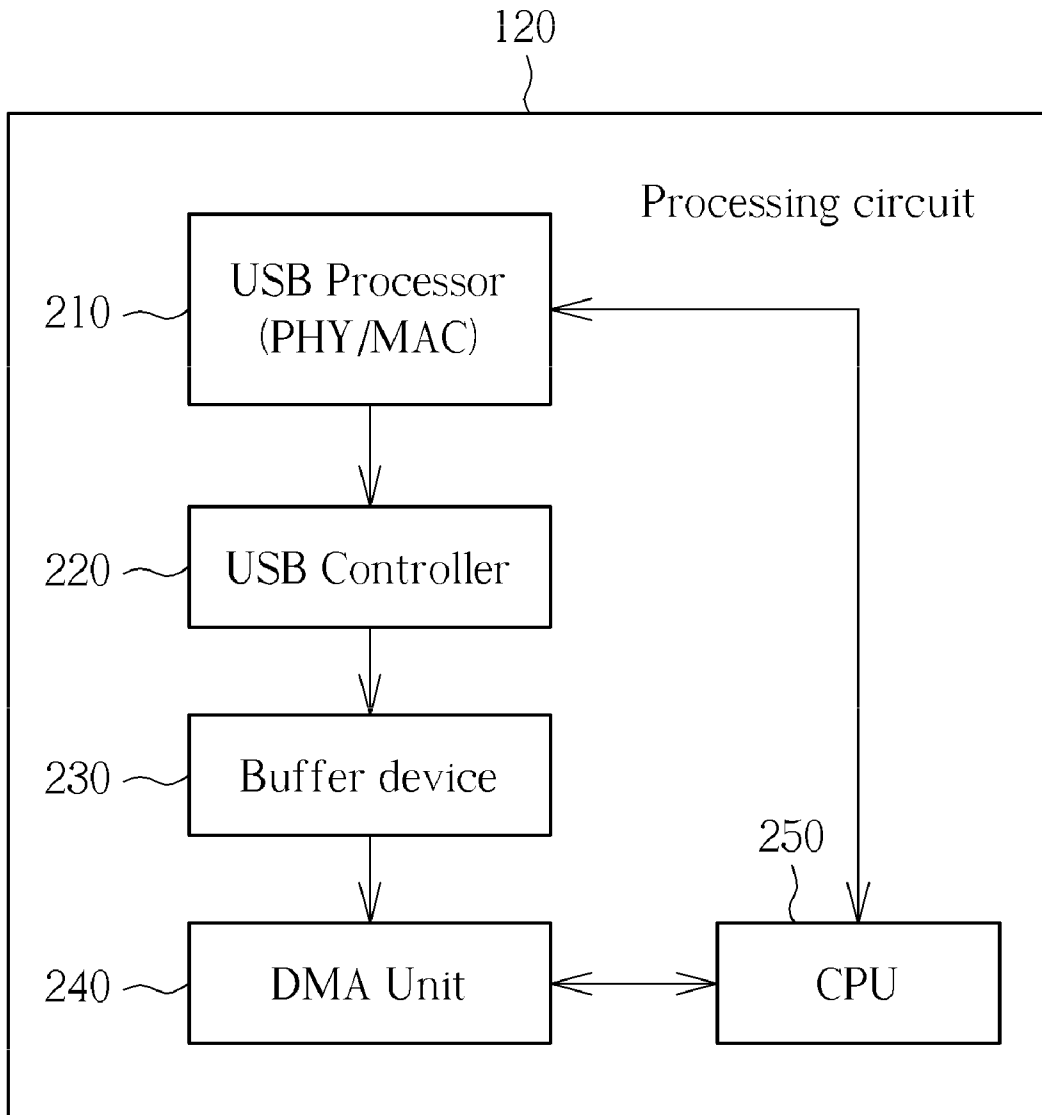 120
Processing circuit
210
USB Processor
(PHY/MAC)
220
USB Controller
230
Buffer device
250
240
DMA Unit
CPU